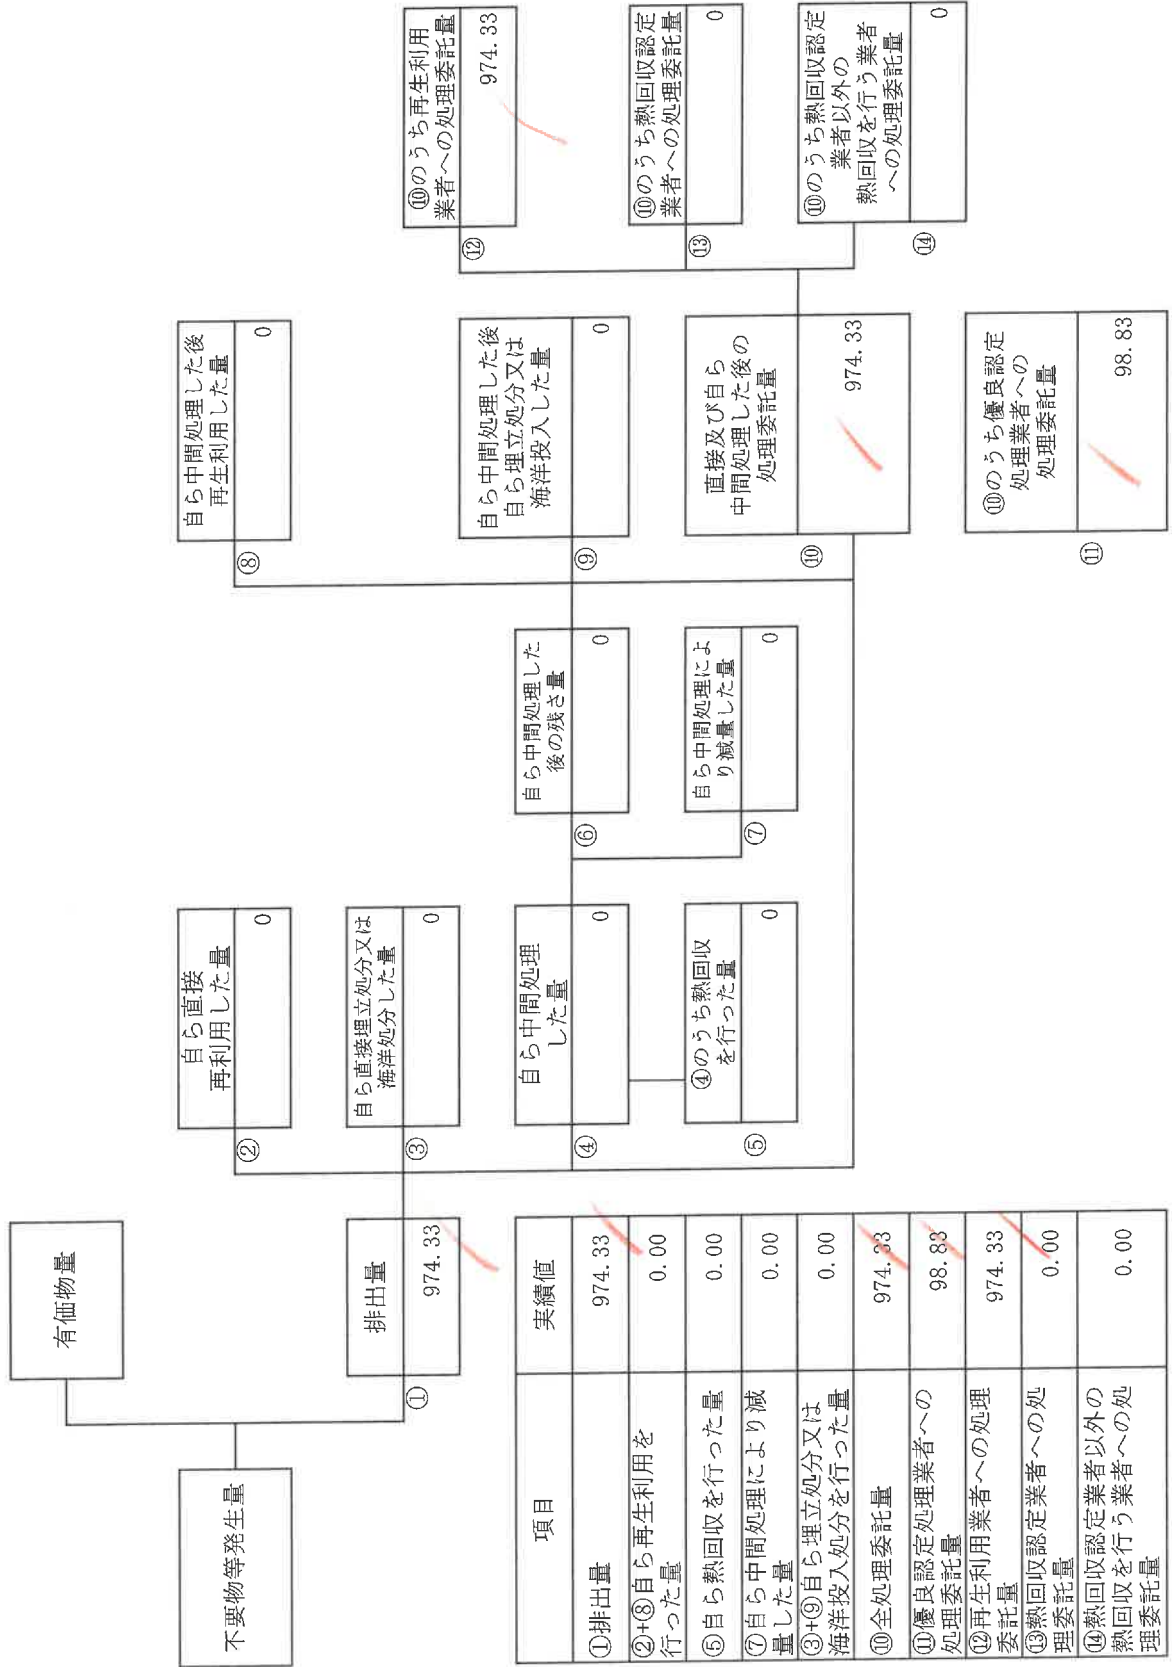 有価物量
不要物等発生量
排出量
①
974.33
自ら直接
再利用した量
②
0
自ら直接埋立処分又は
海洋処分した量
③
0
自ら中間処理
した量
④
0
④のうち熱回収
を行った量
⑤
0
自ら中間処理した
後の残さ量
⑥
0
自ら中間処理によ
り減量した量
⑦
0
自ら中間処理した後
再生利用した量
⑧
0
自ら中間処理した後
自ら埋立処分又は
海洋投入した量
⑨
0
直接及び自ら
中間処理した後の
処理委託量
⑩
974.33
⑩のうち優良認定
処理業者への
処理委託量
⑪
98.83
⑩のうち再生利用
業者への処理委託量
⑫
974.33
⑩のうち熱回収認定
業者への処理委託量
⑬
0
⑩のうち熱回収認定
業者以外の
熱回収を行う業者
への処理委託量
⑭
0
項目 実績値
①排出量 974.33
②+⑧自ら再生利用を
行った量 0.00
⑤自ら熱回収を行った量 0.00
⑦自ら中間処理により減
量した量 0.00
③+⑨自ら埋立処分又は
海洋投入処分を行った量 0.00
⑩全処理委託量 974.33
⑪優良認定処理業者への
処理委託量 98.83
⑫再生利用業者への処理
委託量 974.33
⑬熱回収認定業者への処
理委託量 0.00
⑭熱回収認定業者以外の
熱回収を行う業者への処
理委託量 0.00